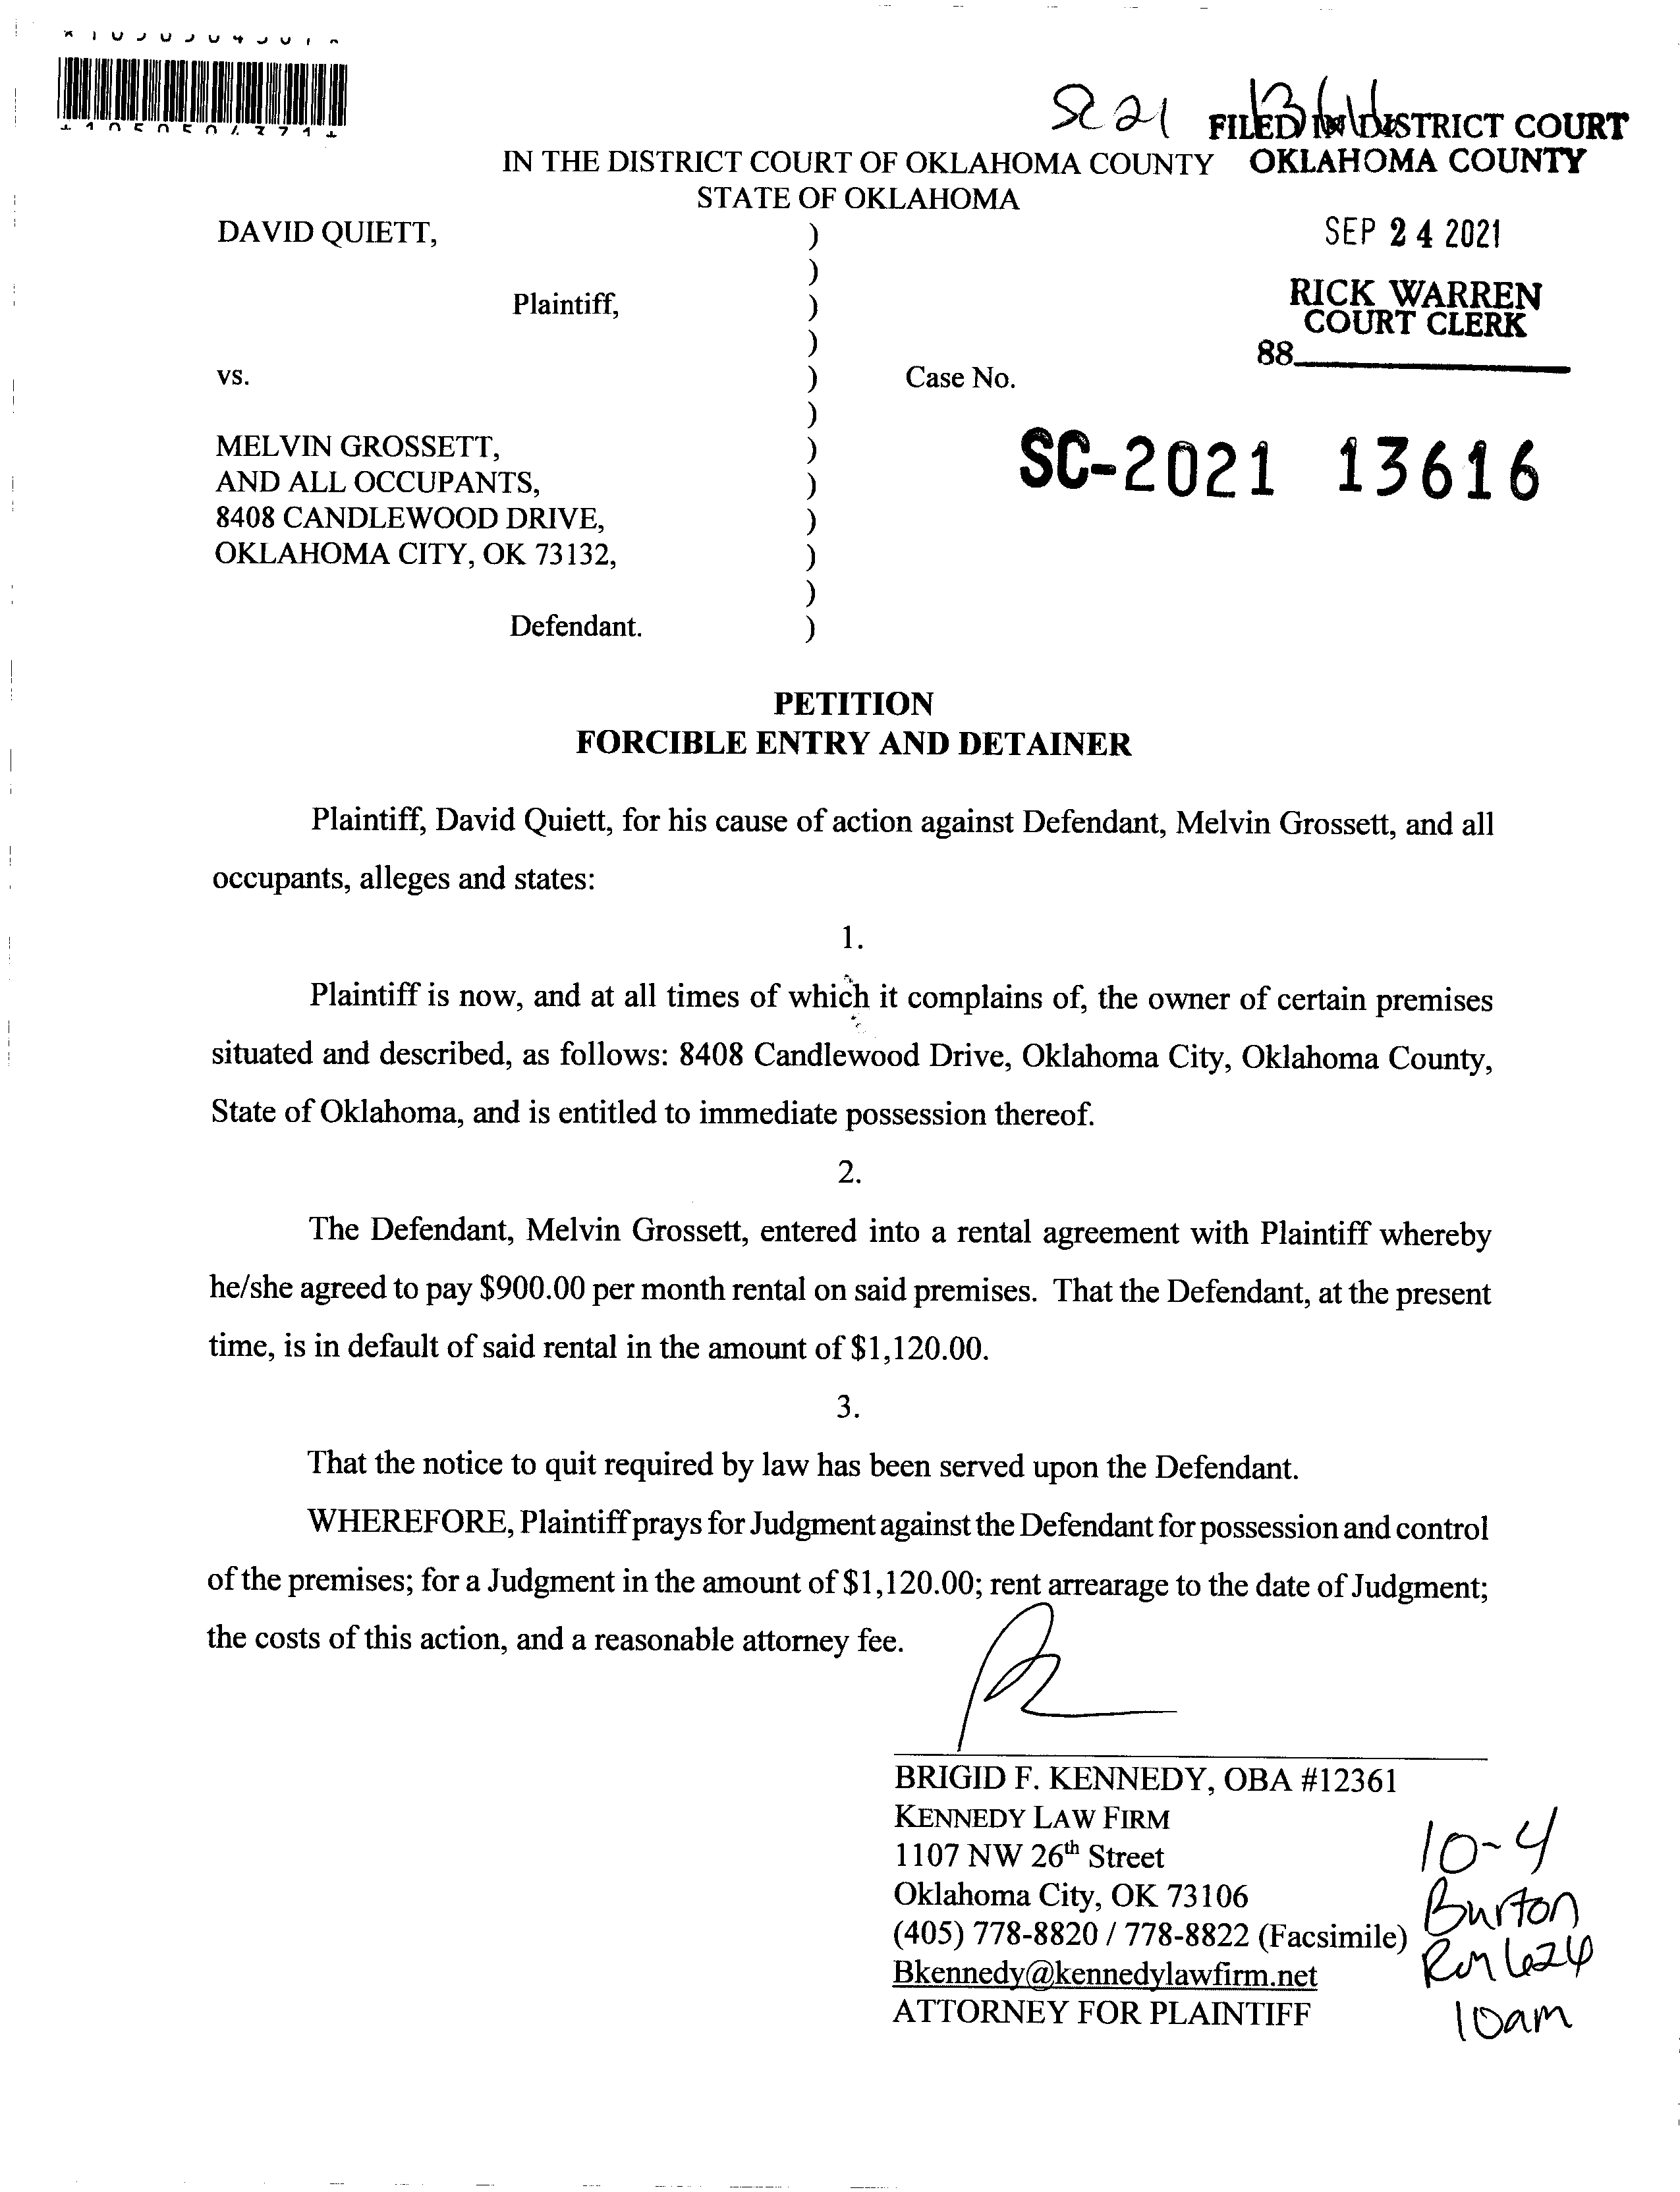 SC 21 13616
FILED IN DISTRICT COURT
OKLAHOMA COUNTY
IN THE DISTRICT COURT OF OKLAHOMA COUNTY
STATE OF OKLAHOMA
SEP 24 2021
RICK WARREN
COURT CLERK
88
DAVID QUIETT, )
)
Plaintiff, )
)
vs. ) Case No.
)
SC-2021 13616
MELVIN GROSSETT, )
AND ALL OCCUPANTS, )
8408 CANDLEWOOD DRIVE, )
OKLAHOMA CITY, OK 73132, )
)
Defendant. )
PETITION
FORCIBLE ENTRY AND DETAINER
Plaintiff, David Quiett, for his cause of action against Defendant, Melvin Grossett, and all
occupants, alleges and states:
1.
Plaintiff is now, and at all times of which it complains of, the owner of certain premises
situated and described, as follows: 8408 Candlewood Drive, Oklahoma City, Oklahoma County,
State of Oklahoma, and is entitled to immediate possession thereof.
2.
The Defendant, Melvin Grossett, entered into a rental agreement with Plaintiff whereby
he/she agreed to pay $900.00 per month rental on said premises. That the Defendant, at the present
time, is in default of said rental in the amount of $1,120.00.
3.
That the notice to quit required by law has been served upon the Defendant.
WHEREFORE, Plaintiff prays for Judgment against the Defendant for possession and control
of the premises; for a Judgment in the amount of $1,120.00; rent arrearage to the date of Judgment;
the costs of this action, and a reasonable attorney fee.
BRIGID F. KENNEDY, OBA #12361
KENNEDY LAW FIRM
1107 NW 26th Street
Oklahoma City, OK 73106
(405) 778-8820 / 778-8822 (Facsimile)
Bkennedy@kennedylawfirm.net
ATTORNEY FOR PLAINTIFF
10-4
Burton
Rm 624
10am